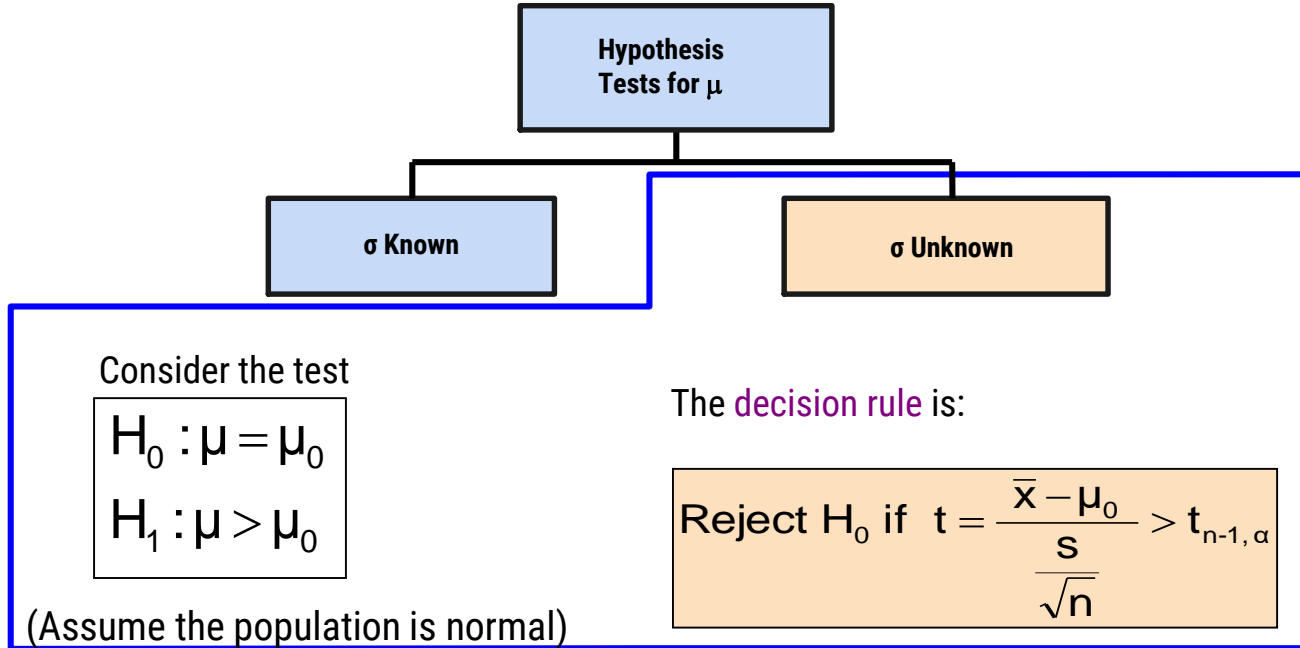 Hypothesis
Tests for μ
σ Known
σ Unknown
Consider the test
H₀ : μ = μ₀
H₁ : μ > μ₀
(Assume the population is normal)
The decision rule is:
Reject H₀ if t = (x̄ − μ₀) / (s / √n) > tₙ₋₁, α